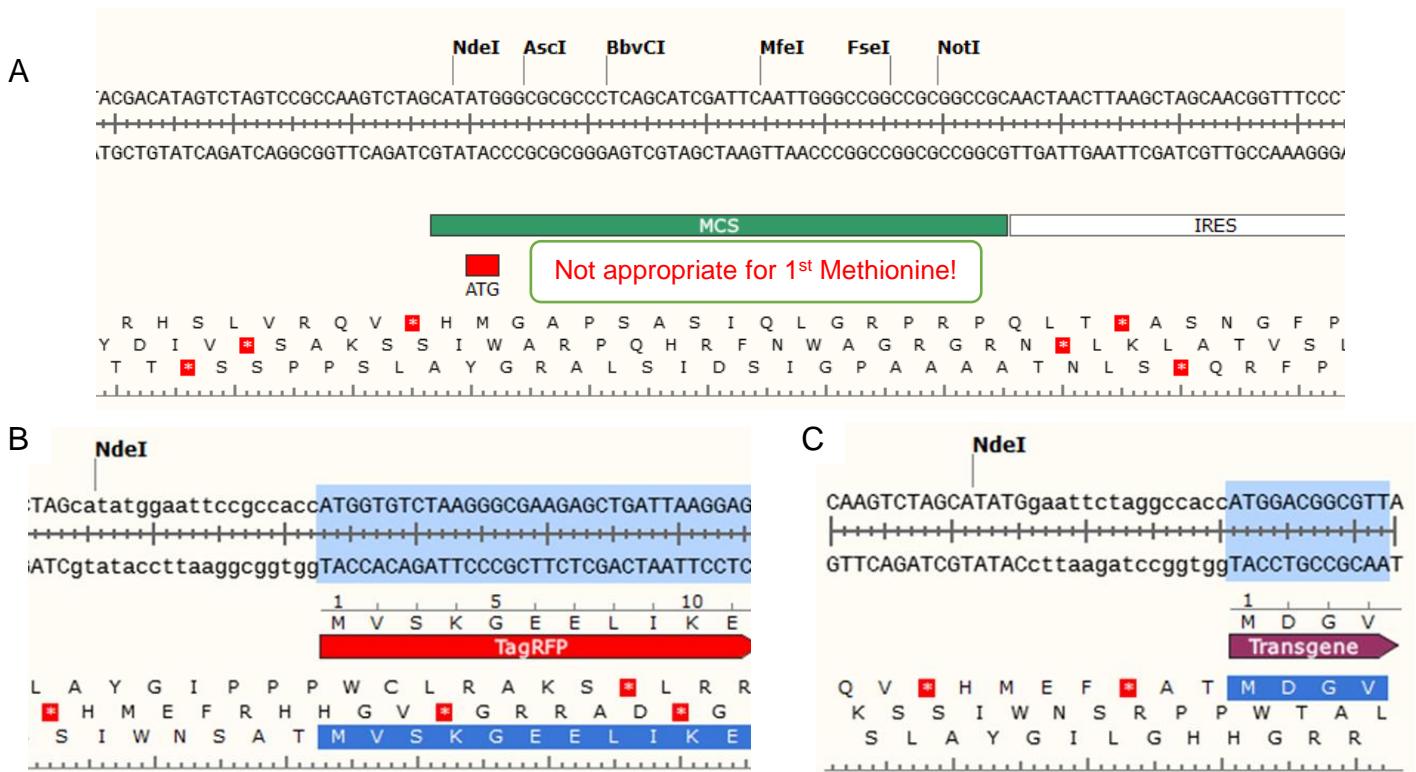 A
NdeI AscI BbvCI MfeI FseI NotI
TACGACATAGTCTAGTCCGCCAAGTCTAGCATATGGGCGCGCCCTCAGCATCGATTCAATTGGGCCGGCCGCGGCCGCAACTAACTTAAGCTAGCAACGGTTTCCCT
ATGCTGTATCAGATCAGGCGGTTCAGATCGTATACCCGCGCGGGAGTCGTAGCTAAGTTAACCCGGCCGGCGCCGGCGTTGATTGAATTCGATCGTTGCCAAAGGGA
MCS IRES
ATG
Not appropriate for 1st Methionine!
R H S L V R Q V * H M G A P S A S I Q L G R P R P Q L T * A S N G F P
Y D I V * S A K S S I W A R P Q H R F N W A G R G R N * L K L A T V S L
T T * S S P P S L A Y G R A L S I D S I G P A A A A T N L S * Q R F P
B
NdeI
CTAGcatatggaattccgccaccATGGTGTCTAAGGGCGAAGAGCTGATTAAGGAG
GATCgtataccttaaggcggtggTACCACAGATTCCCGCTTCTCGACTAATTCCTC
1 5 10
M V S K G E E L I K E
TagRFP
L A Y G I P P P W C L R A K S * L R R
* H M E F R H H G V * G R R A D * G
S I W N S A T M V S K G E E L I K E
C
NdeI
CAAGTCTAGCATATGgaattctaggccaccATGGACGGCGTTA
GTTCAGATCGTATACcttaagatccggtggTACCTGCCGCAAT
1
M D G V
Transgene
Q V * H M E F * A T M D G V
K S S I W N S R P P W T A L
S L A Y G I L G H H G R R